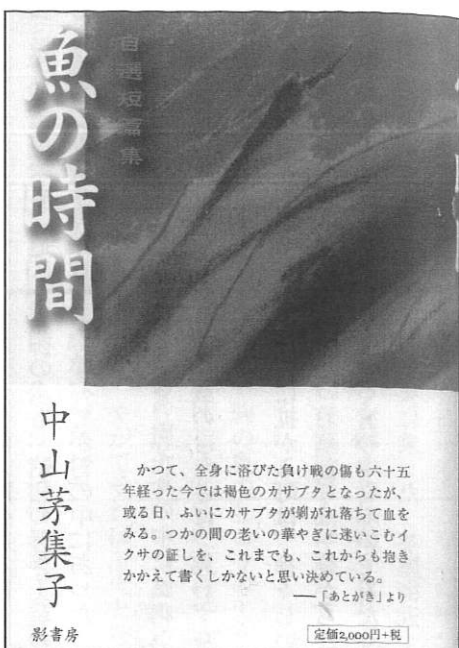 自選短篇集
魚の時間
中山茅集子
かつて、全身に浴びた負け戦の傷も六十五
年経った今では褐色のカサブタとなったが、
或る日、ふいにカサブタが剝がれ落ちて血を
みる。つかの間の老いの華やぎに迷いこむイ
クサの証しを、これまでも、これからも抱き
かかえて書くしかないと思い決めている。
──「あとがき」より
影書房
定価2,000円+税